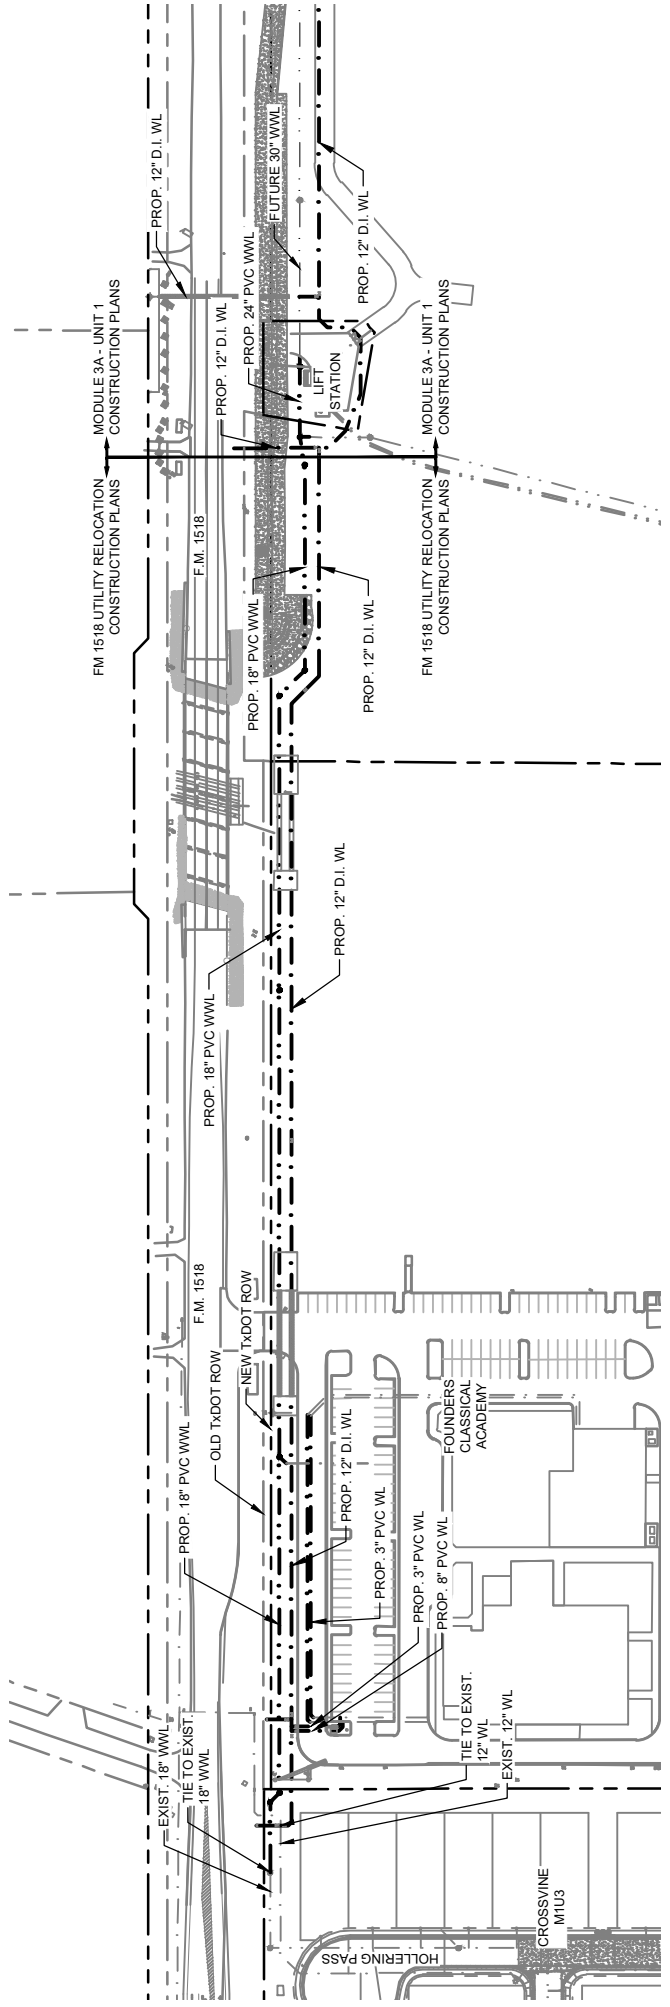 PROP. 12" D.I. WL
FUTURE 30" WWL
PROP. 12" D.I. WL
PROP. 24" PVC WWL
PROP. 12" D.I. WL
LIFT
STATION
MODULE 3A - UNIT 1
CONSTRUCTION PLANS
MODULE 3A - UNIT 1
CONSTRUCTION PLANS
FM 1518 UTILITY RELOCATION
CONSTRUCTION PLANS
FM 1518 UTILITY RELOCATION
CONSTRUCTION PLANS
F.M. 1518
PROP. 18" PVC WWL
PROP. 12" D.I. WL
PROP. 18" PVC WWL
PROP. 12" D.I. WL
F.M. 1518
OLD TxDOT ROW
NEW TxDOT ROW
PROP. 18" PVC WWL
PROP. 12" D.I. WL
PROP. 3" PVC WL
PROP. 3" PVC WL
PROP. 8" PVC WL
FOUNDERS
CLASSICAL
ACADEMY
EXIST. 18" WWL
TIE TO EXIST.
18" WWL
TIE TO EXIST.
12" WL
EXIST. 12" WL
HOLLERING PASS
CROSSVINE
M1U3